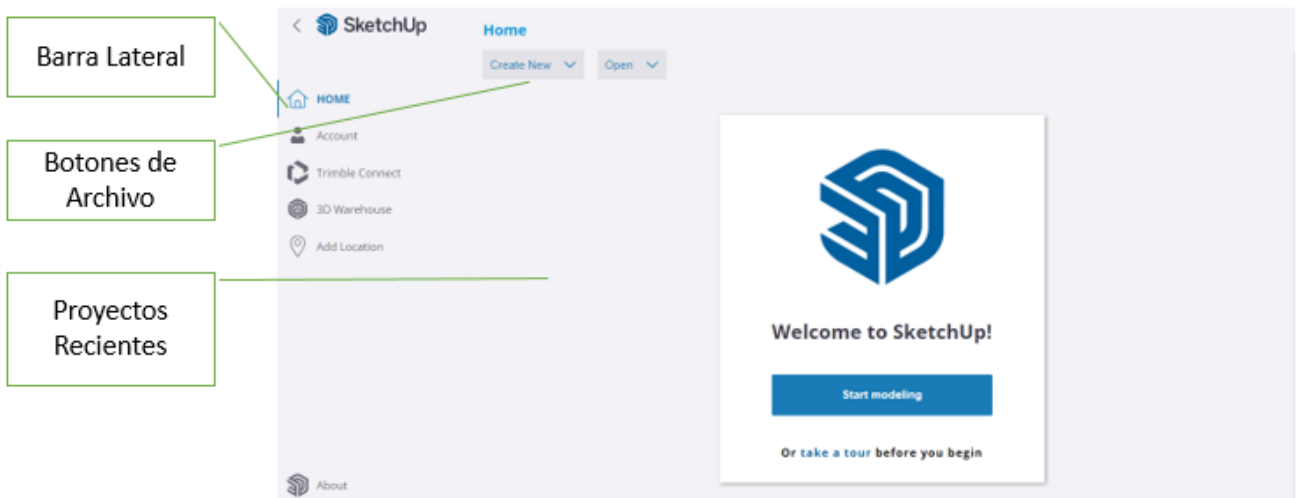 Barra Lateral
Botones de
Archivo
Proyectos
Recientes
SketchUp
HOME
Account
Trimble Connect
3D Warehouse
Add Location
About
Home
Create New
Open
Welcome to SketchUp!
Start modeling
Or take a tour before you begin